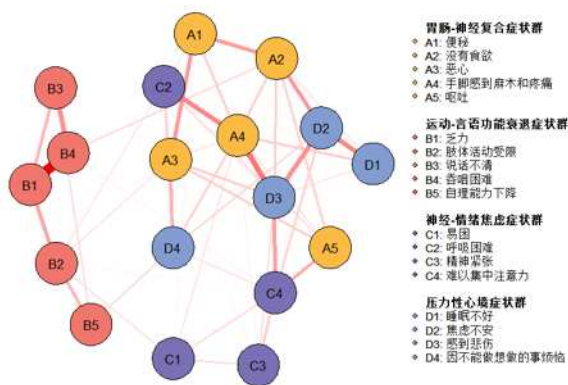 A1
A2
C2
D2
B3
A4
B4
A3
D1
B1
D3
D4
A5
B2
C4
B5
C1
C3
胃肠-神经复合症状群
A1: 便秘
A2: 没有食欲
A3: 恶心
A4: 手脚感到麻木和疼痛
A5: 呕吐
运动-言语功能衰退症状群
B1: 乏力
B2: 肢体活动受限
B3: 说话不清
B4: 吞咽困难
B5: 自理能力下降
神经-情绪焦虑症状群
C1: 易困
C2: 呼吸困难
C3: 精神紧张
C4: 难以集中注意力
压力性心境症状群
D1: 睡眠不好
D2: 焦虑不安
D3: 感到悲伤
D4: 因不能做想做的事烦恼